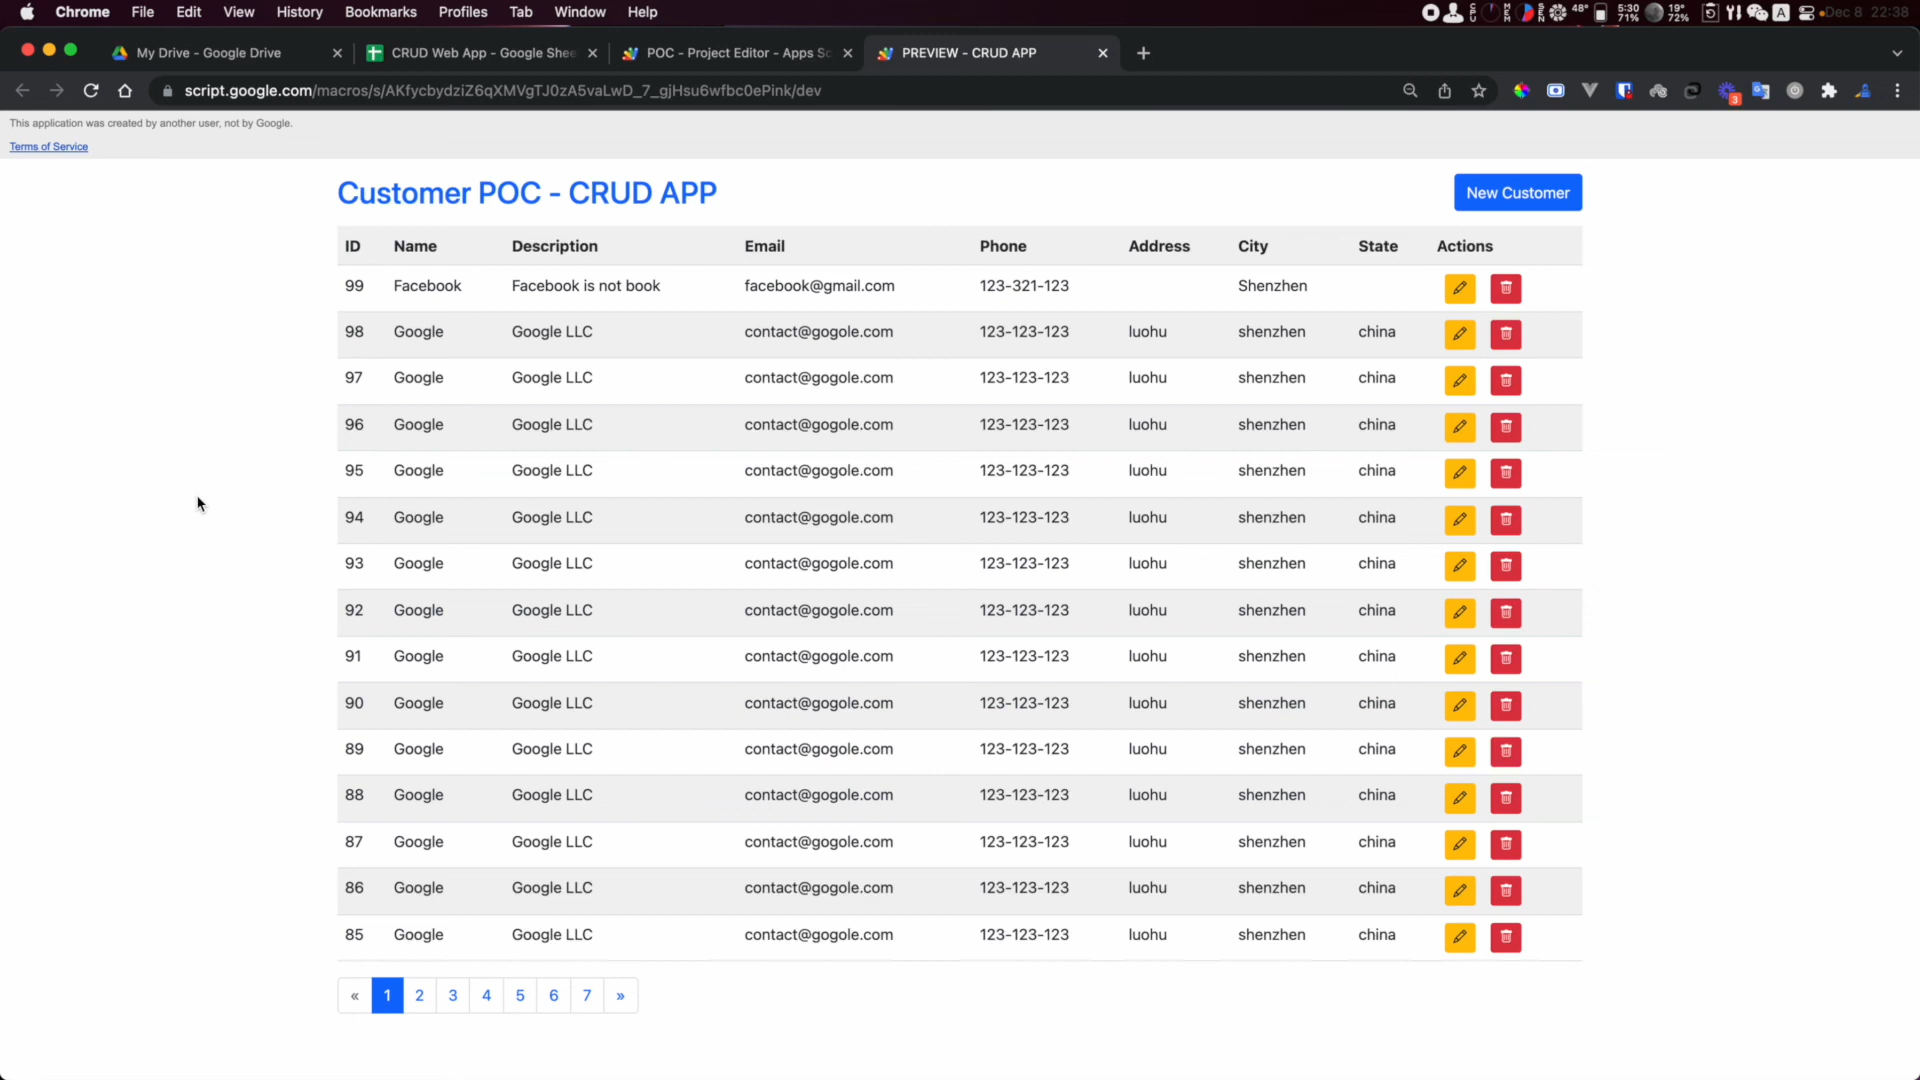 Chrome File Edit View History Bookmarks Profiles Tab Window Help 48° 5:30 71% 19° 72% A Dec 8 22:38
My Drive - Google Drive CRUD Web App - Google Shee POC - Project Editor - Apps Sc PREVIEW - CRUD APP
script.google.com/macros/s/AKfycbydziZ6qXMVgTJ0zA5vaLwD_7_gjHsu6wfbc0ePink/dev 3
This application was created by another user, not by Google.
Terms of Service
Customer POC - CRUD APP New Customer
ID Name Description Email Phone Address City State Actions
99 Facebook Facebook is not book facebook@gmail.com 123-321-123 Shenzhen
98 Google Google LLC contact@gogole.com 123-123-123 luohu shenzhen china
97 Google Google LLC contact@gogole.com 123-123-123 luohu shenzhen china
96 Google Google LLC contact@gogole.com 123-123-123 luohu shenzhen china
95 Google Google LLC contact@gogole.com 123-123-123 luohu shenzhen china
94 Google Google LLC contact@gogole.com 123-123-123 luohu shenzhen china
93 Google Google LLC contact@gogole.com 123-123-123 luohu shenzhen china
92 Google Google LLC contact@gogole.com 123-123-123 luohu shenzhen china
91 Google Google LLC contact@gogole.com 123-123-123 luohu shenzhen china
90 Google Google LLC contact@gogole.com 123-123-123 luohu shenzhen china
89 Google Google LLC contact@gogole.com 123-123-123 luohu shenzhen china
88 Google Google LLC contact@gogole.com 123-123-123 luohu shenzhen china
87 Google Google LLC contact@gogole.com 123-123-123 luohu shenzhen china
86 Google Google LLC contact@gogole.com 123-123-123 luohu shenzhen china
85 Google Google LLC contact@gogole.com 123-123-123 luohu shenzhen china
« 1 2 3 4 5 6 7 »